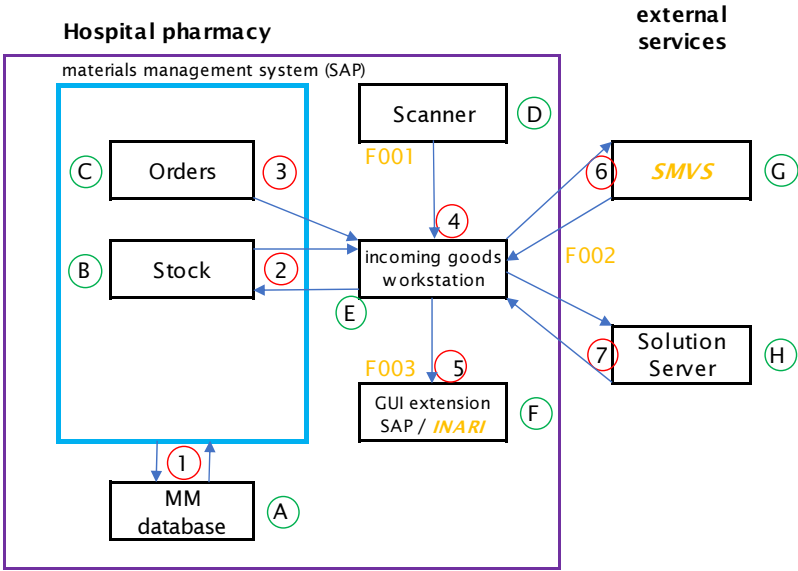 Hospital pharmacy
external
services
materials management system (SAP)
Scanner
D
F001
C
Orders
3
6
SMVS
G
4
B
Stock
2
incoming goods
workstation
F002
E
7
Solution
Server
H
F003
5
GUI extension
SAP / INARI
F
1
MM
database
A